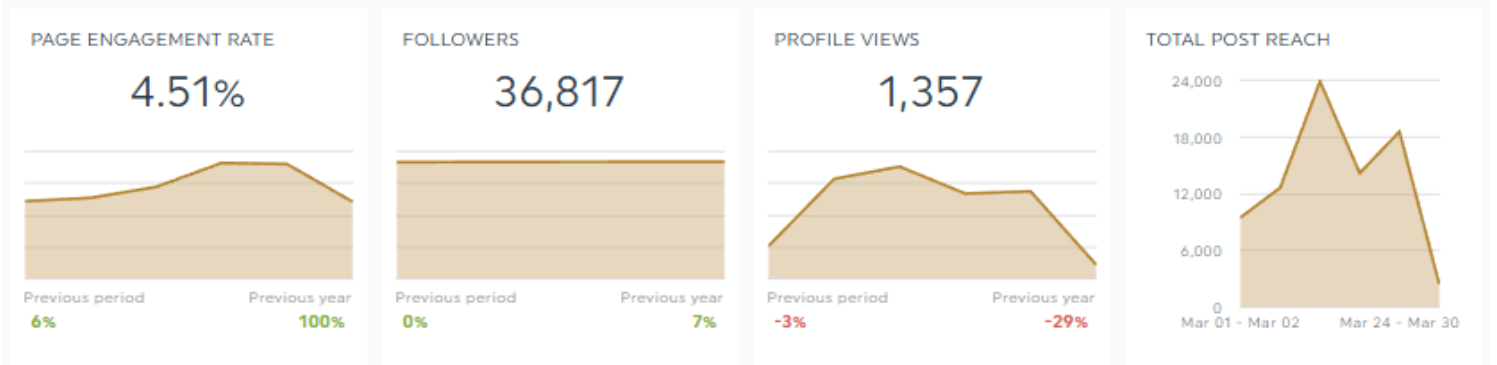 PAGE ENGAGEMENT RATE
4.51%
Previous period Previous year
6% 100%
FOLLOWERS
36,817
Previous period Previous year
0% 7%
PROFILE VIEWS
1,357
Previous period Previous year
-3% -29%
TOTAL POST REACH
24,000
18,000
12,000
6,000
0
Mar 01 - Mar 02 Mar 24 - Mar 30